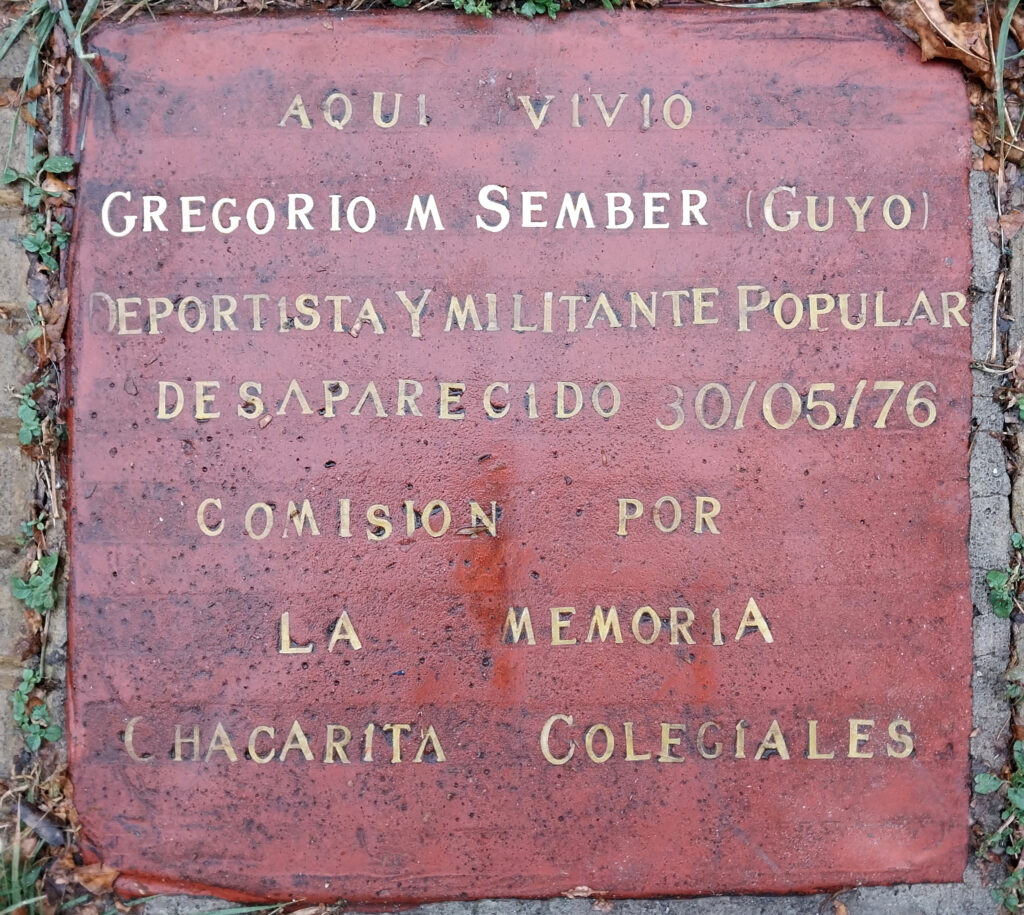 AQUI VIVIO
GREGORIO M SEMBER (GUYO)
DEPORTISTA Y MILITANTE POPULAR
DESAPARECIDO 30/05/76
COMISION POR
LA MEMORIA
CHACARITA COLEGIALES